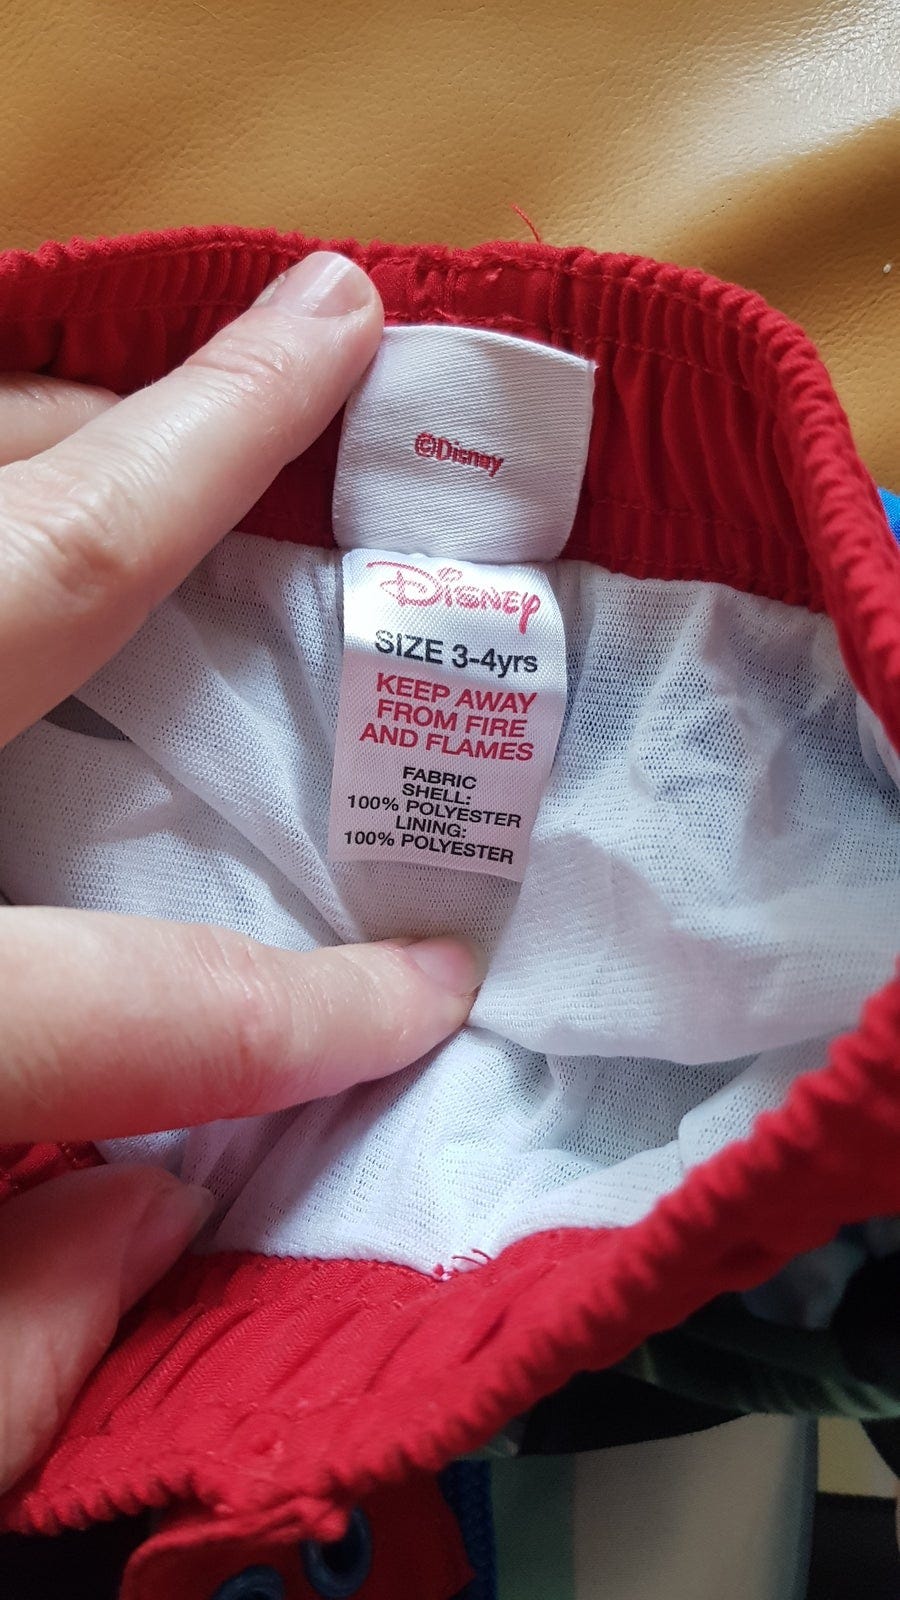 ©Disney
Disney
SIZE 3-4yrs
KEEP AWAY
FROM FIRE
AND FLAMES
FABRIC
SHELL:
100% POLYESTER
LINING:
100% POLYESTER